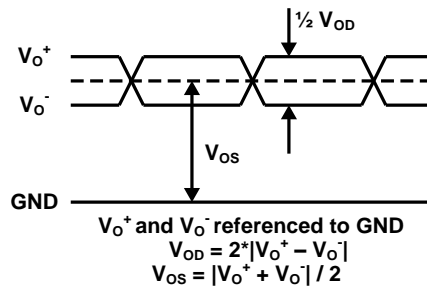 ½ V_OD
V_O⁺
V_O⁻
V_OS
GND
V_O⁺ and V_O⁻ referenced to GND
V_OD = 2*|V_O⁺ – V_O⁻|
V_OS = |V_O⁺ + V_O⁻| / 2